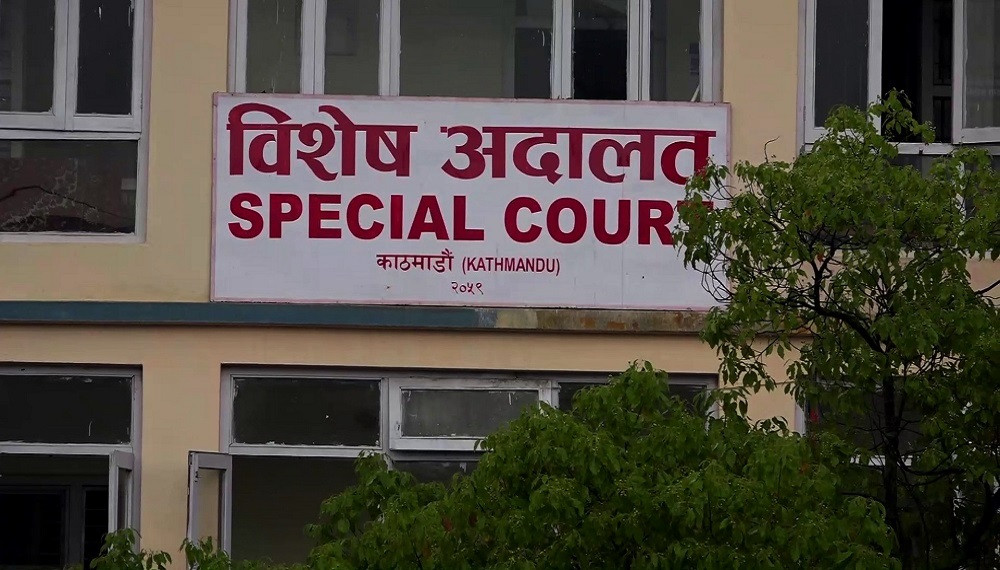 विशेष अदालत
SPECIAL COURT
काठमाडौं (KATHMANDU)
२०५९